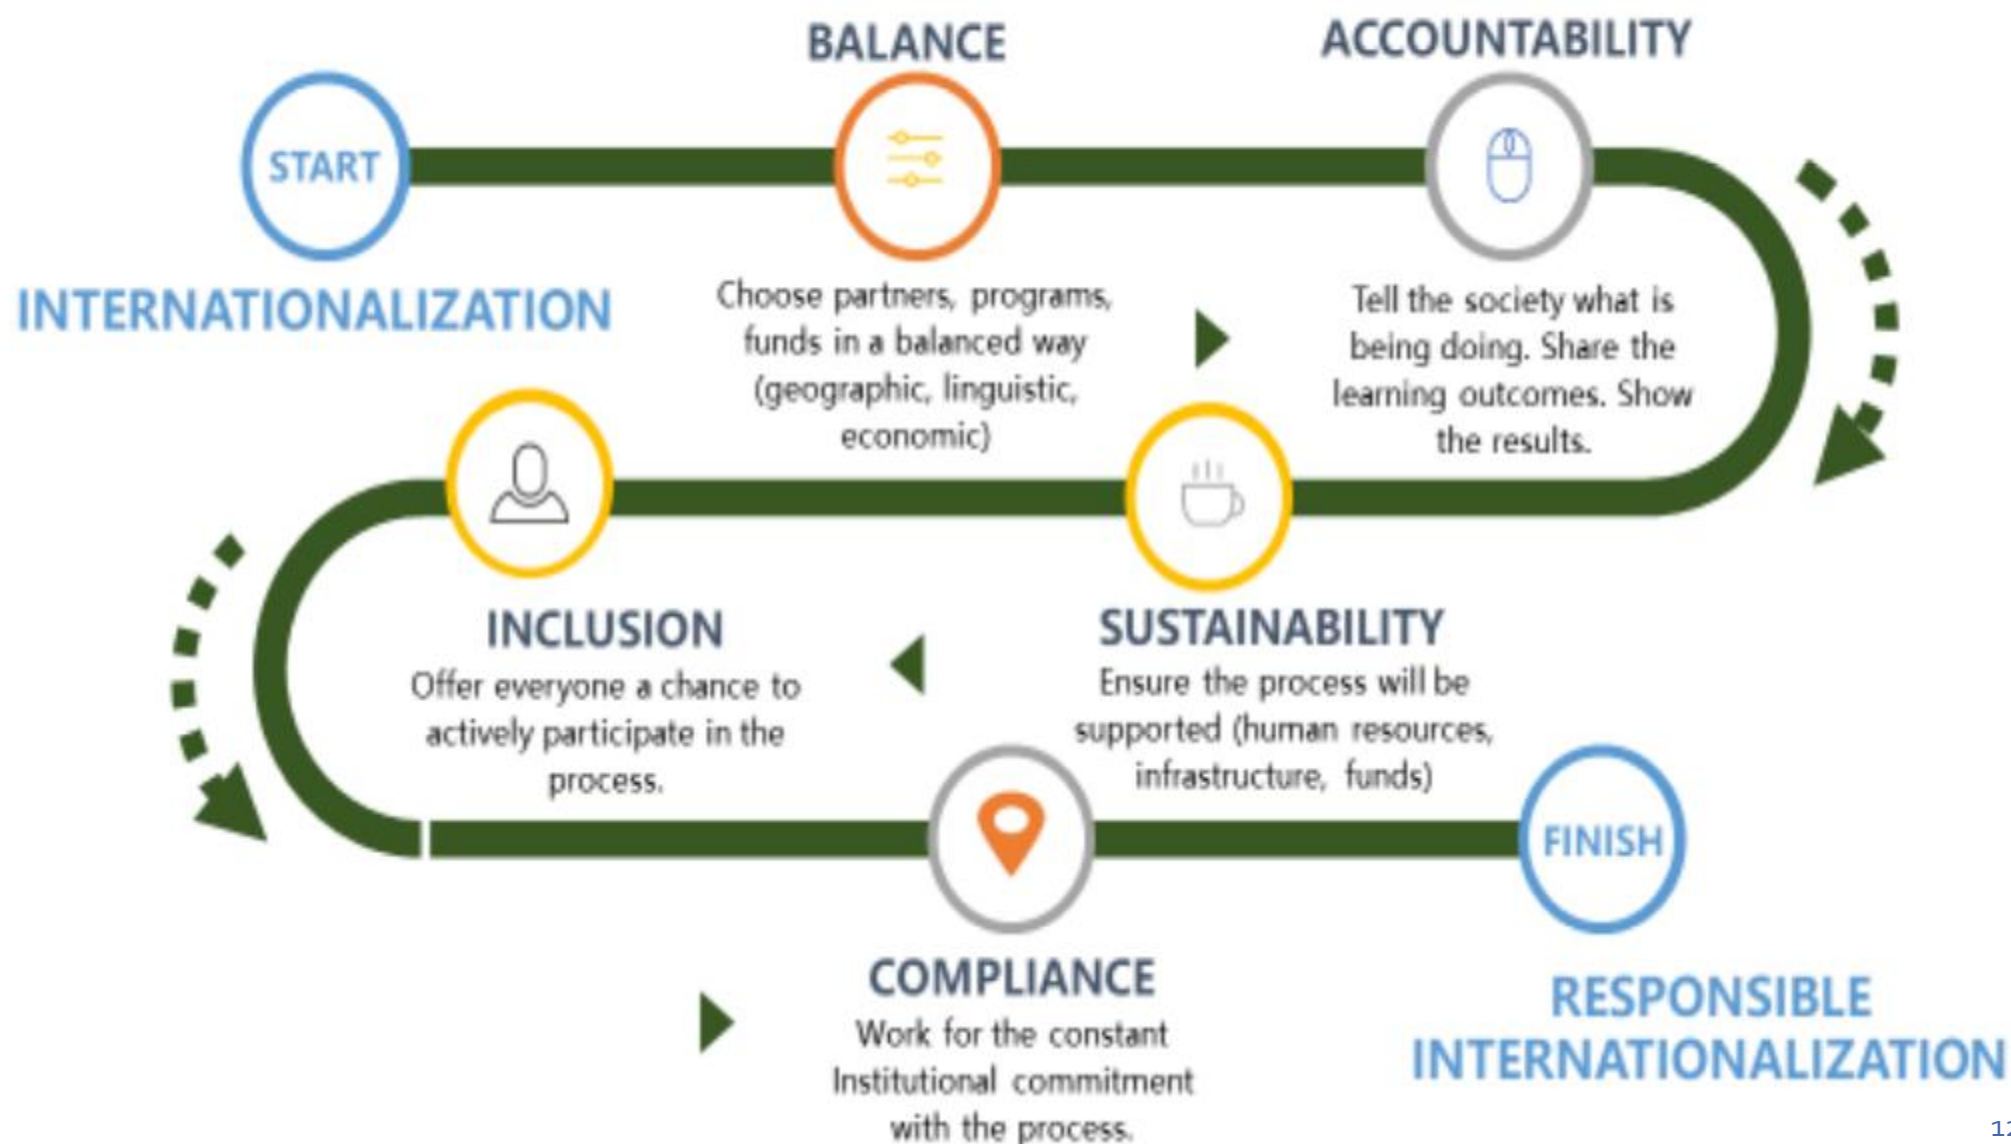 START
INTERNATIONALIZATION
BALANCE
Choose partners, programs,
funds in a balanced way
(geographic, linguistic,
economic)
ACCOUNTABILITY
Tell the society what is
being doing. Share the
learning outcomes. Show
the results.
SUSTAINABILITY
Ensure the process will be
supported (human resources,
infrastructure, funds)
INCLUSION
Offer everyone a chance to
actively participate in the
process.
COMPLIANCE
Work for the constant
Institutional commitment
with the process.
FINISH
RESPONSIBLE
INTERNATIONALIZATION